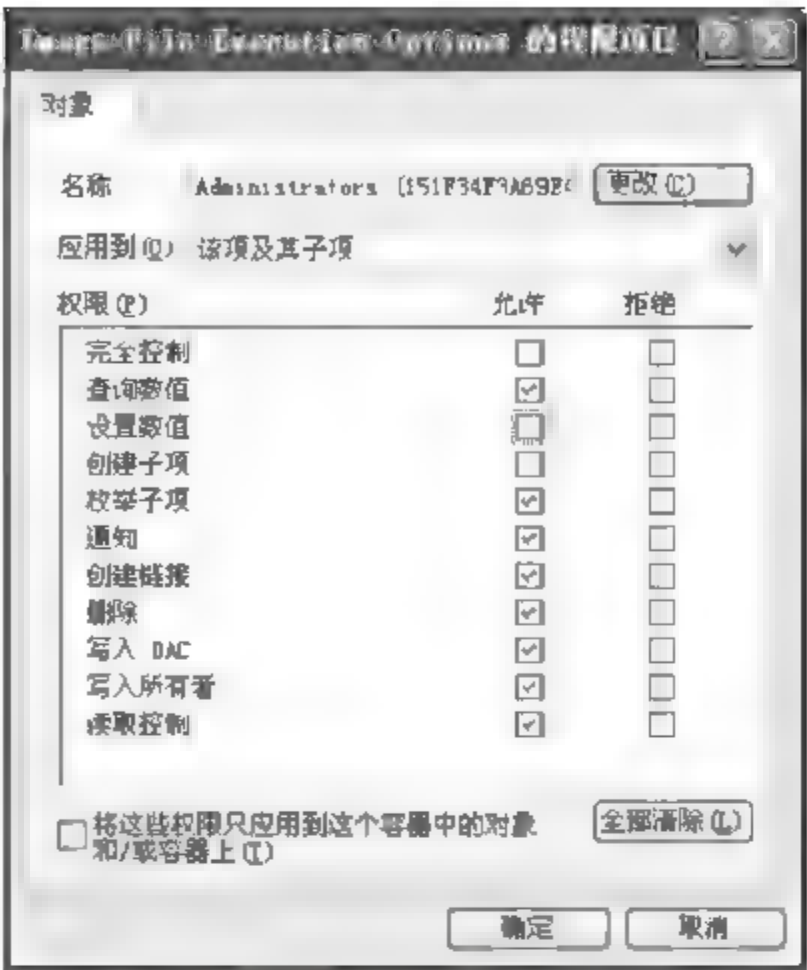 Image File Execution Options 的权限项目
对象
名称 Administrators 更改(C)
应用到(O) 该项及其子项
权限(P) 允许 拒绝
完全控制
查询数值
设置数值
创建子项
枚举子项
通知
创建链接
删除
写入 DAC
写入所有者
读取控制
将这些权限只应用到这个容器中的对象
和/或容器上(T)
全部清除(L)
确定 取消